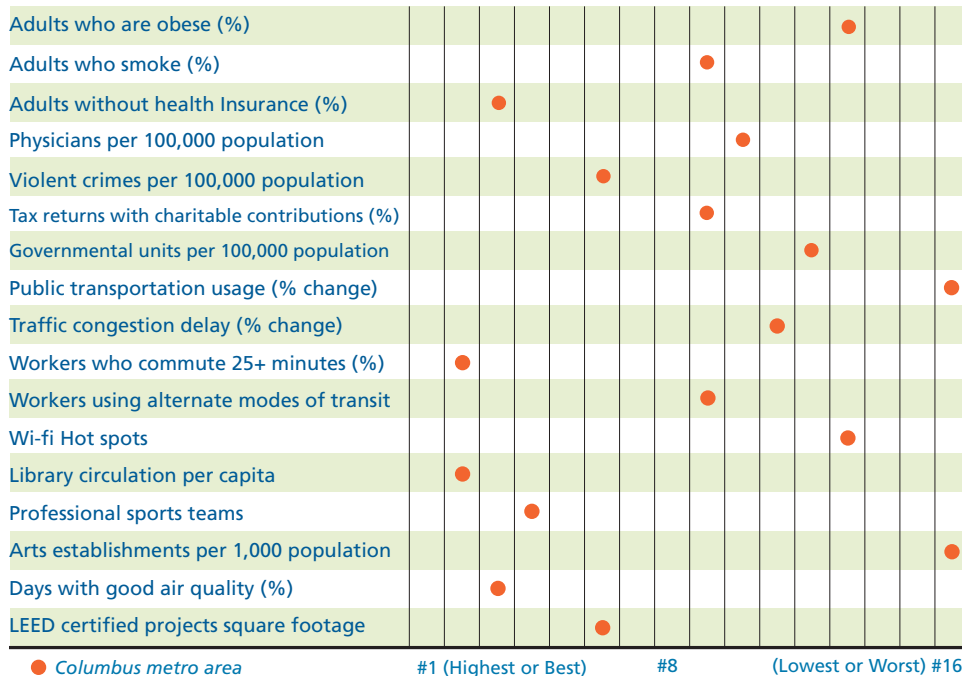 Adults who are obese (%)
Adults who smoke (%)
Adults without health Insurance (%)
Physicians per 100,000 population
Violent crimes per 100,000 population
Tax returns with charitable contributions (%)
Governmental units per 100,000 population
Public transportation usage (% change)
Traffic congestion delay (% change)
Workers who commute 25+ minutes (%)
Workers using alternate modes of transit
Wi-fi Hot spots
Library circulation per capita
Professional sports teams
Arts establishments per 1,000 population
Days with good air quality (%)
LEED certified projects square footage
Columbus metro area #1 (Highest or Best) #8 (Lowest or Worst) #16